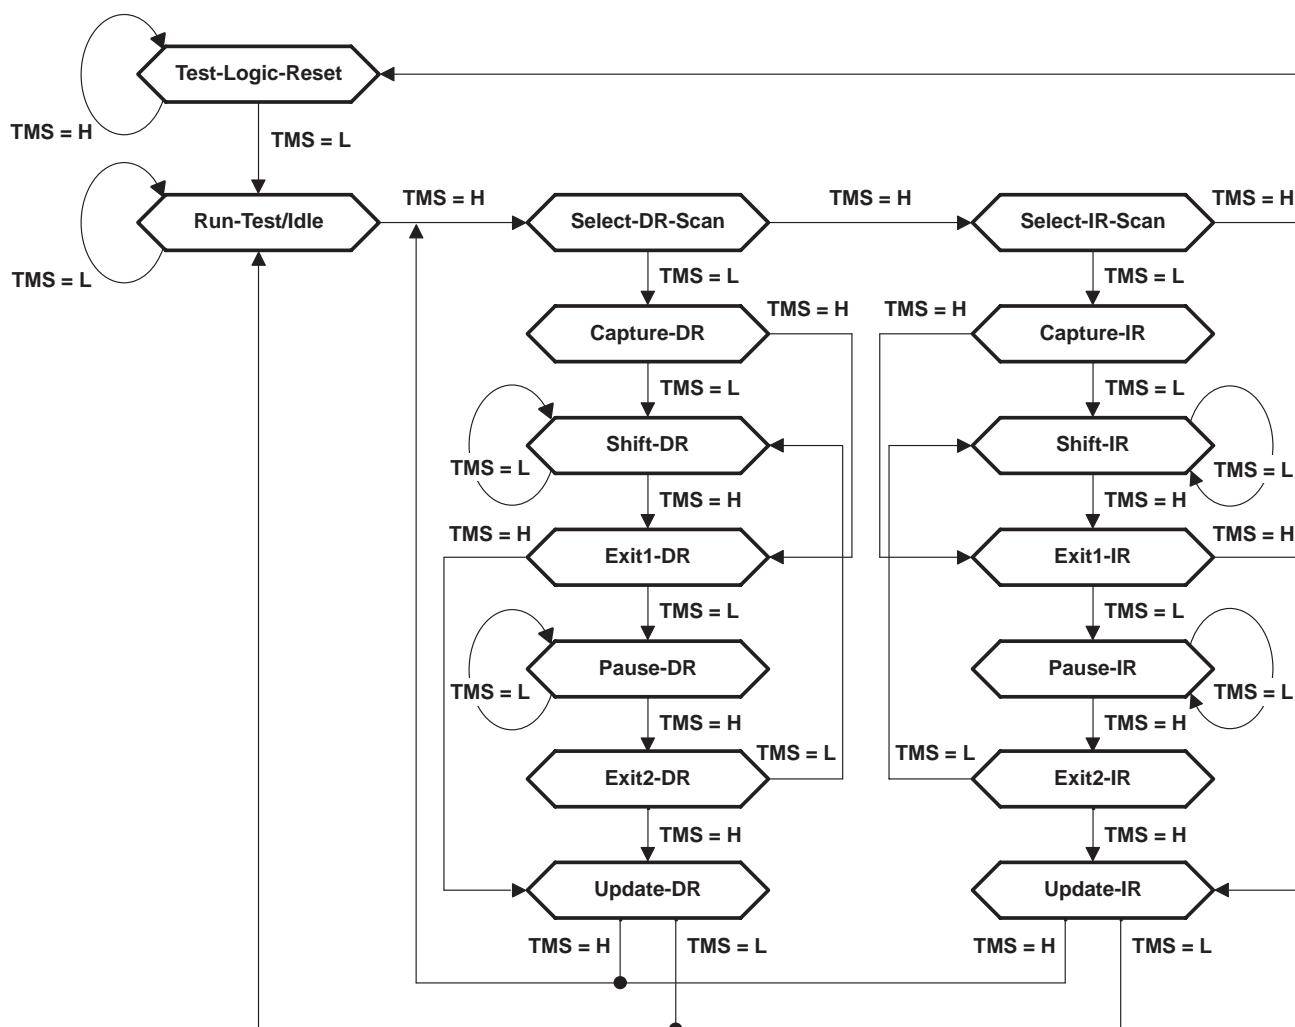 Test-Logic-Reset
TMS = H
TMS = L
TMS = H
TMS = H
TMS = H
Run-Test/Idle
Select-DR-Scan
Select-IR-Scan
TMS = L
TMS = L
TMS = L
TMS = H
TMS = H
Capture-DR
Capture-IR
TMS = L
TMS = L
Shift-DR
Shift-IR
TMS = L
TMS = L
TMS = H
TMS = H
TMS = H
TMS = H
Exit1-DR
Exit1-IR
TMS = L
TMS = L
Pause-DR
Pause-IR
TMS = L
TMS = L
TMS = H
TMS = H
TMS = L
TMS = L
Exit2-DR
Exit2-IR
TMS = H
TMS = H
Update-DR
Update-IR
TMS = H
TMS = L
TMS = H
TMS = L